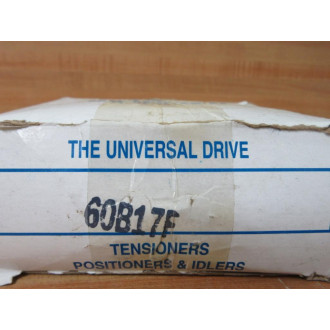 THE UNIVERSAL DRIVE
60B17F
TENSIONERS
POSITIONERS & IDLERS